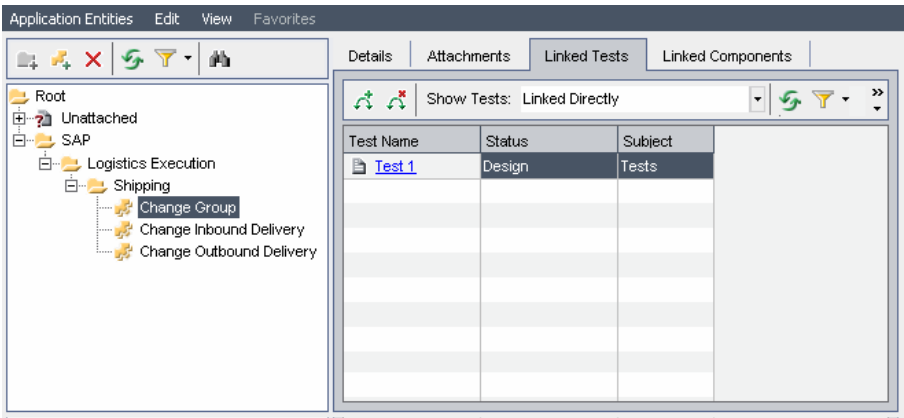 Application Entities Edit View Favorites
Details Attachments Linked Tests Linked Components
Show Tests: Linked Directly
Root
Unattached
SAP
Logistics Execution
Shipping
Change Group
Change Inbound Delivery
Change Outbound Delivery
Test Name Status Subject
Test 1 Design Tests